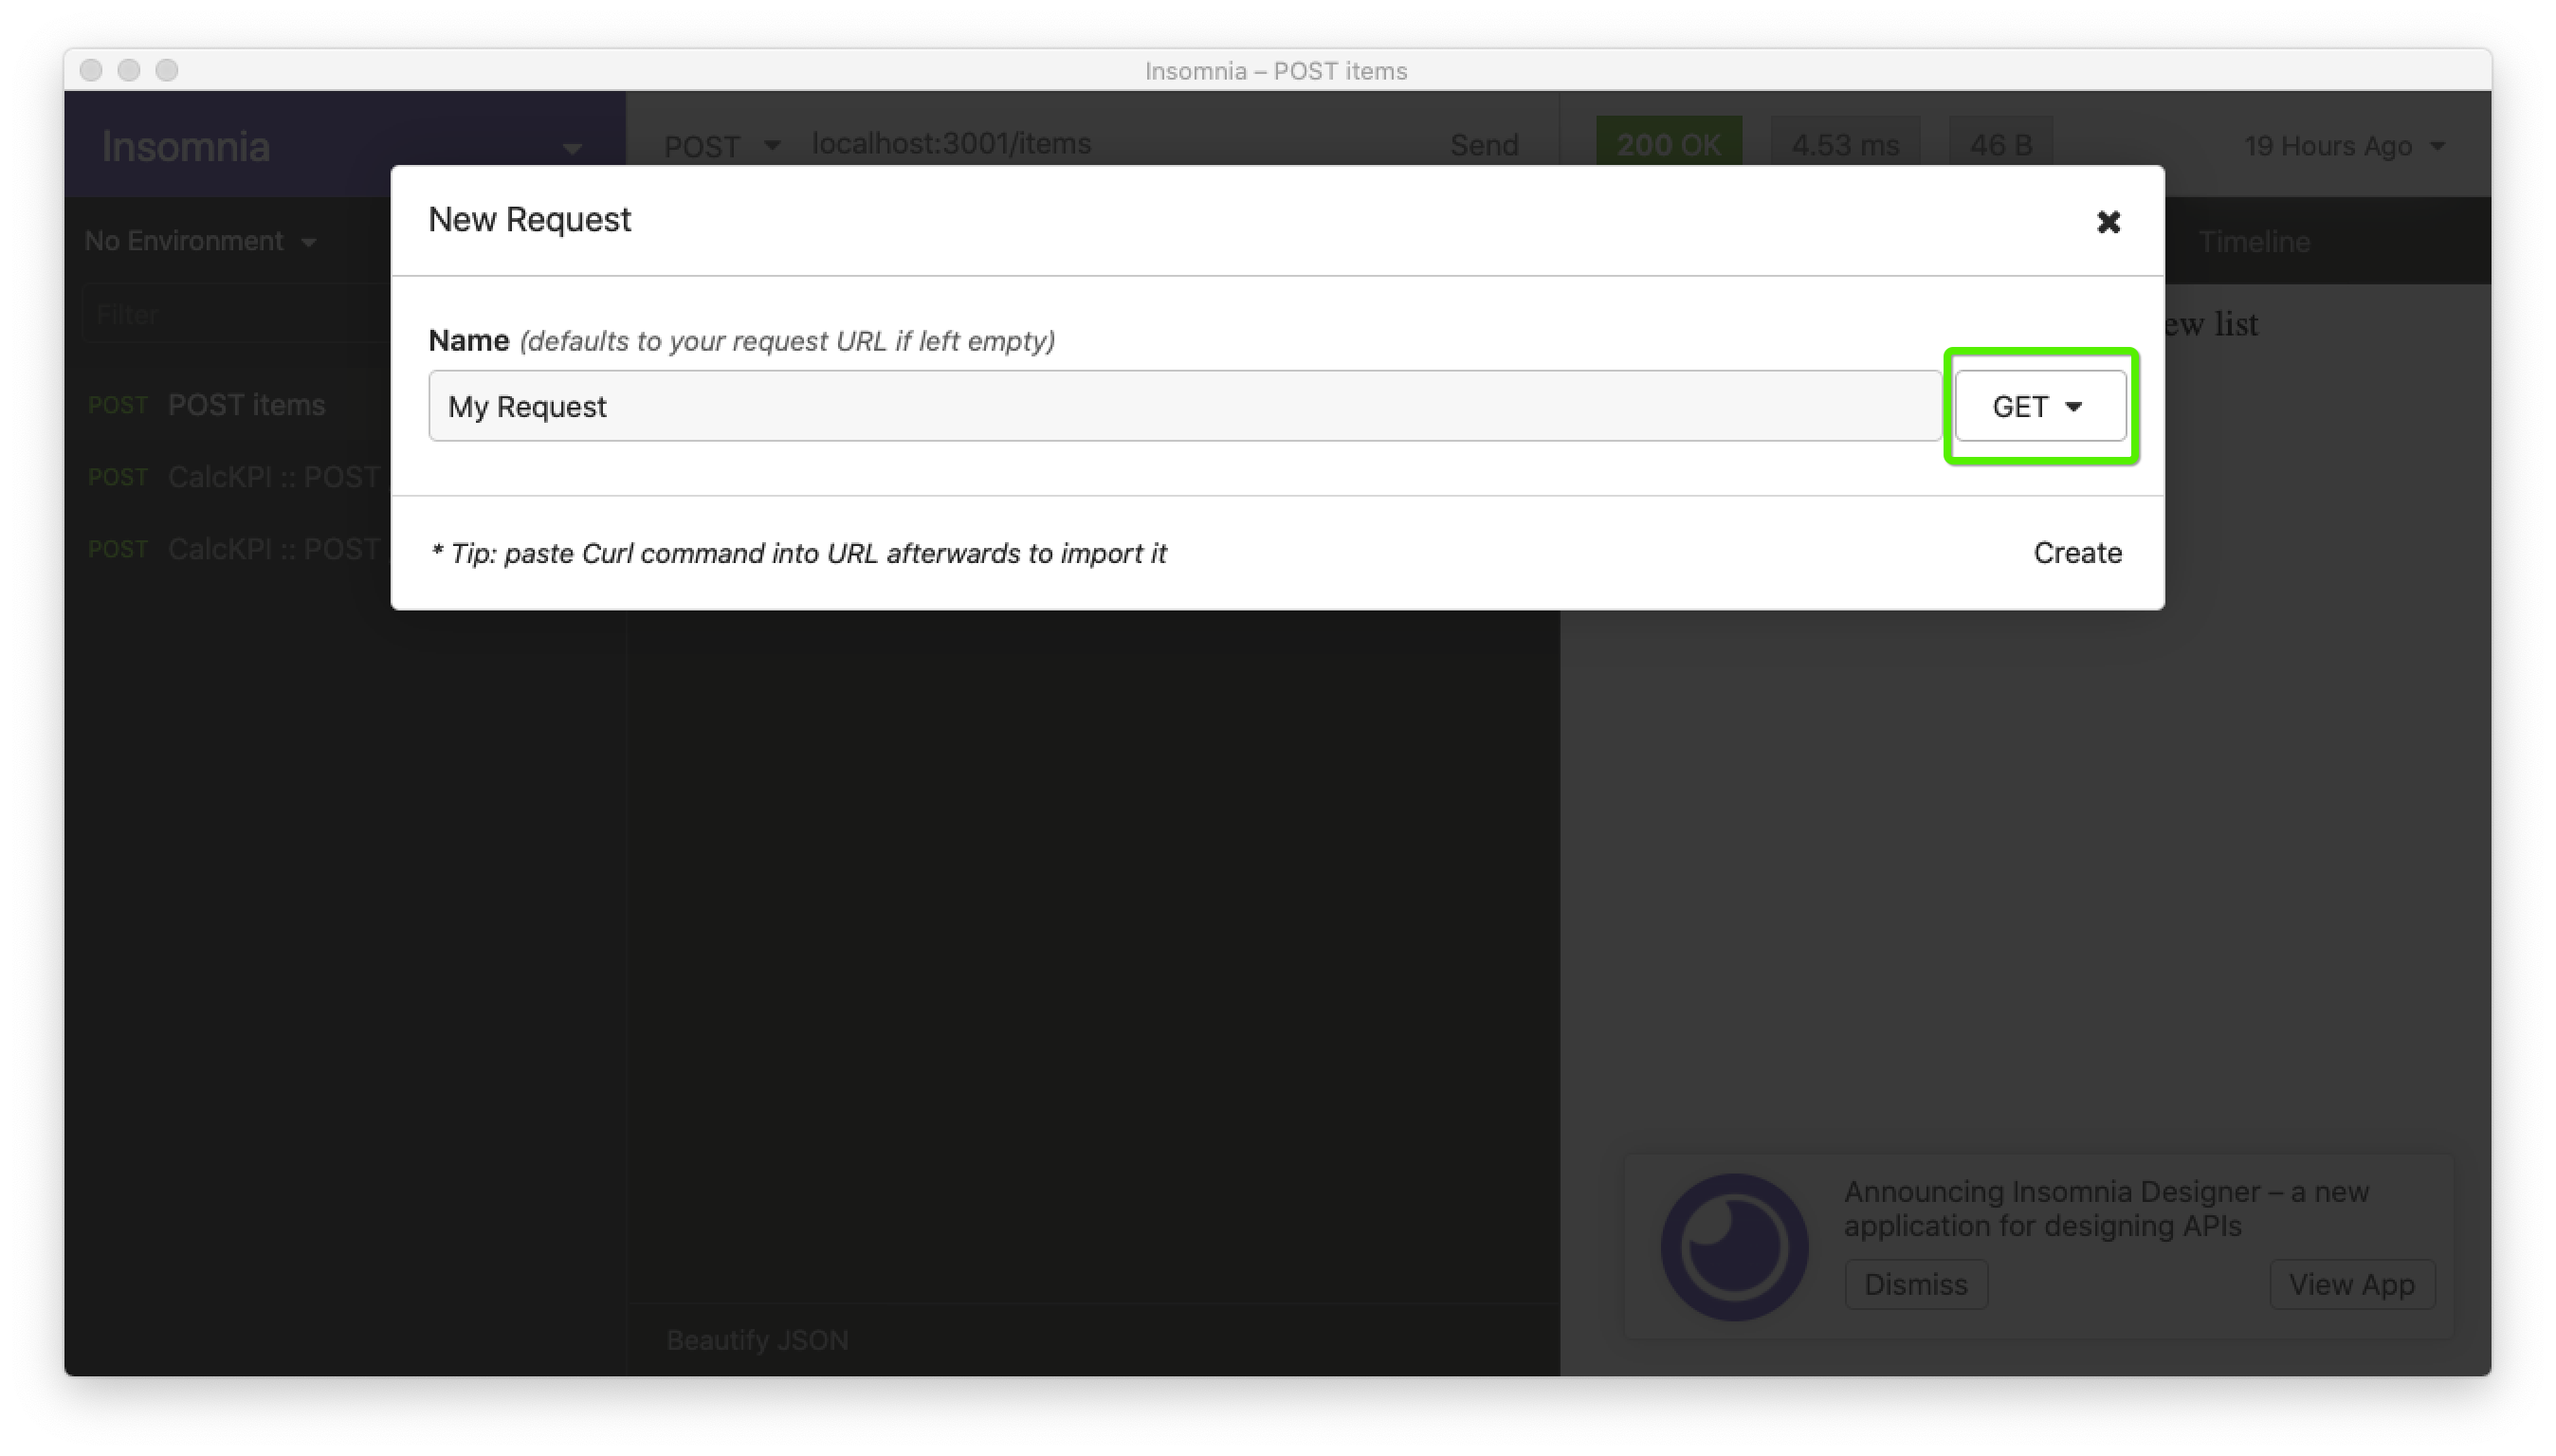 Insomnia – POST items
Insomnia
POST localhost:3001/items Send
200 OK 4.53 ms 46 B 19 Hours Ago
No Environment
Timeline
Filter
ew list
POST POST items
POST CalcKPI :: POST
POST CalcKPI :: POST
New Request
Name (defaults to your request URL if left empty)
My Request
GET
* Tip: paste Curl command into URL afterwards to import it
Create
Announcing Insomnia Designer – a new
application for designing APIs
Dismiss View App
Beautify JSON